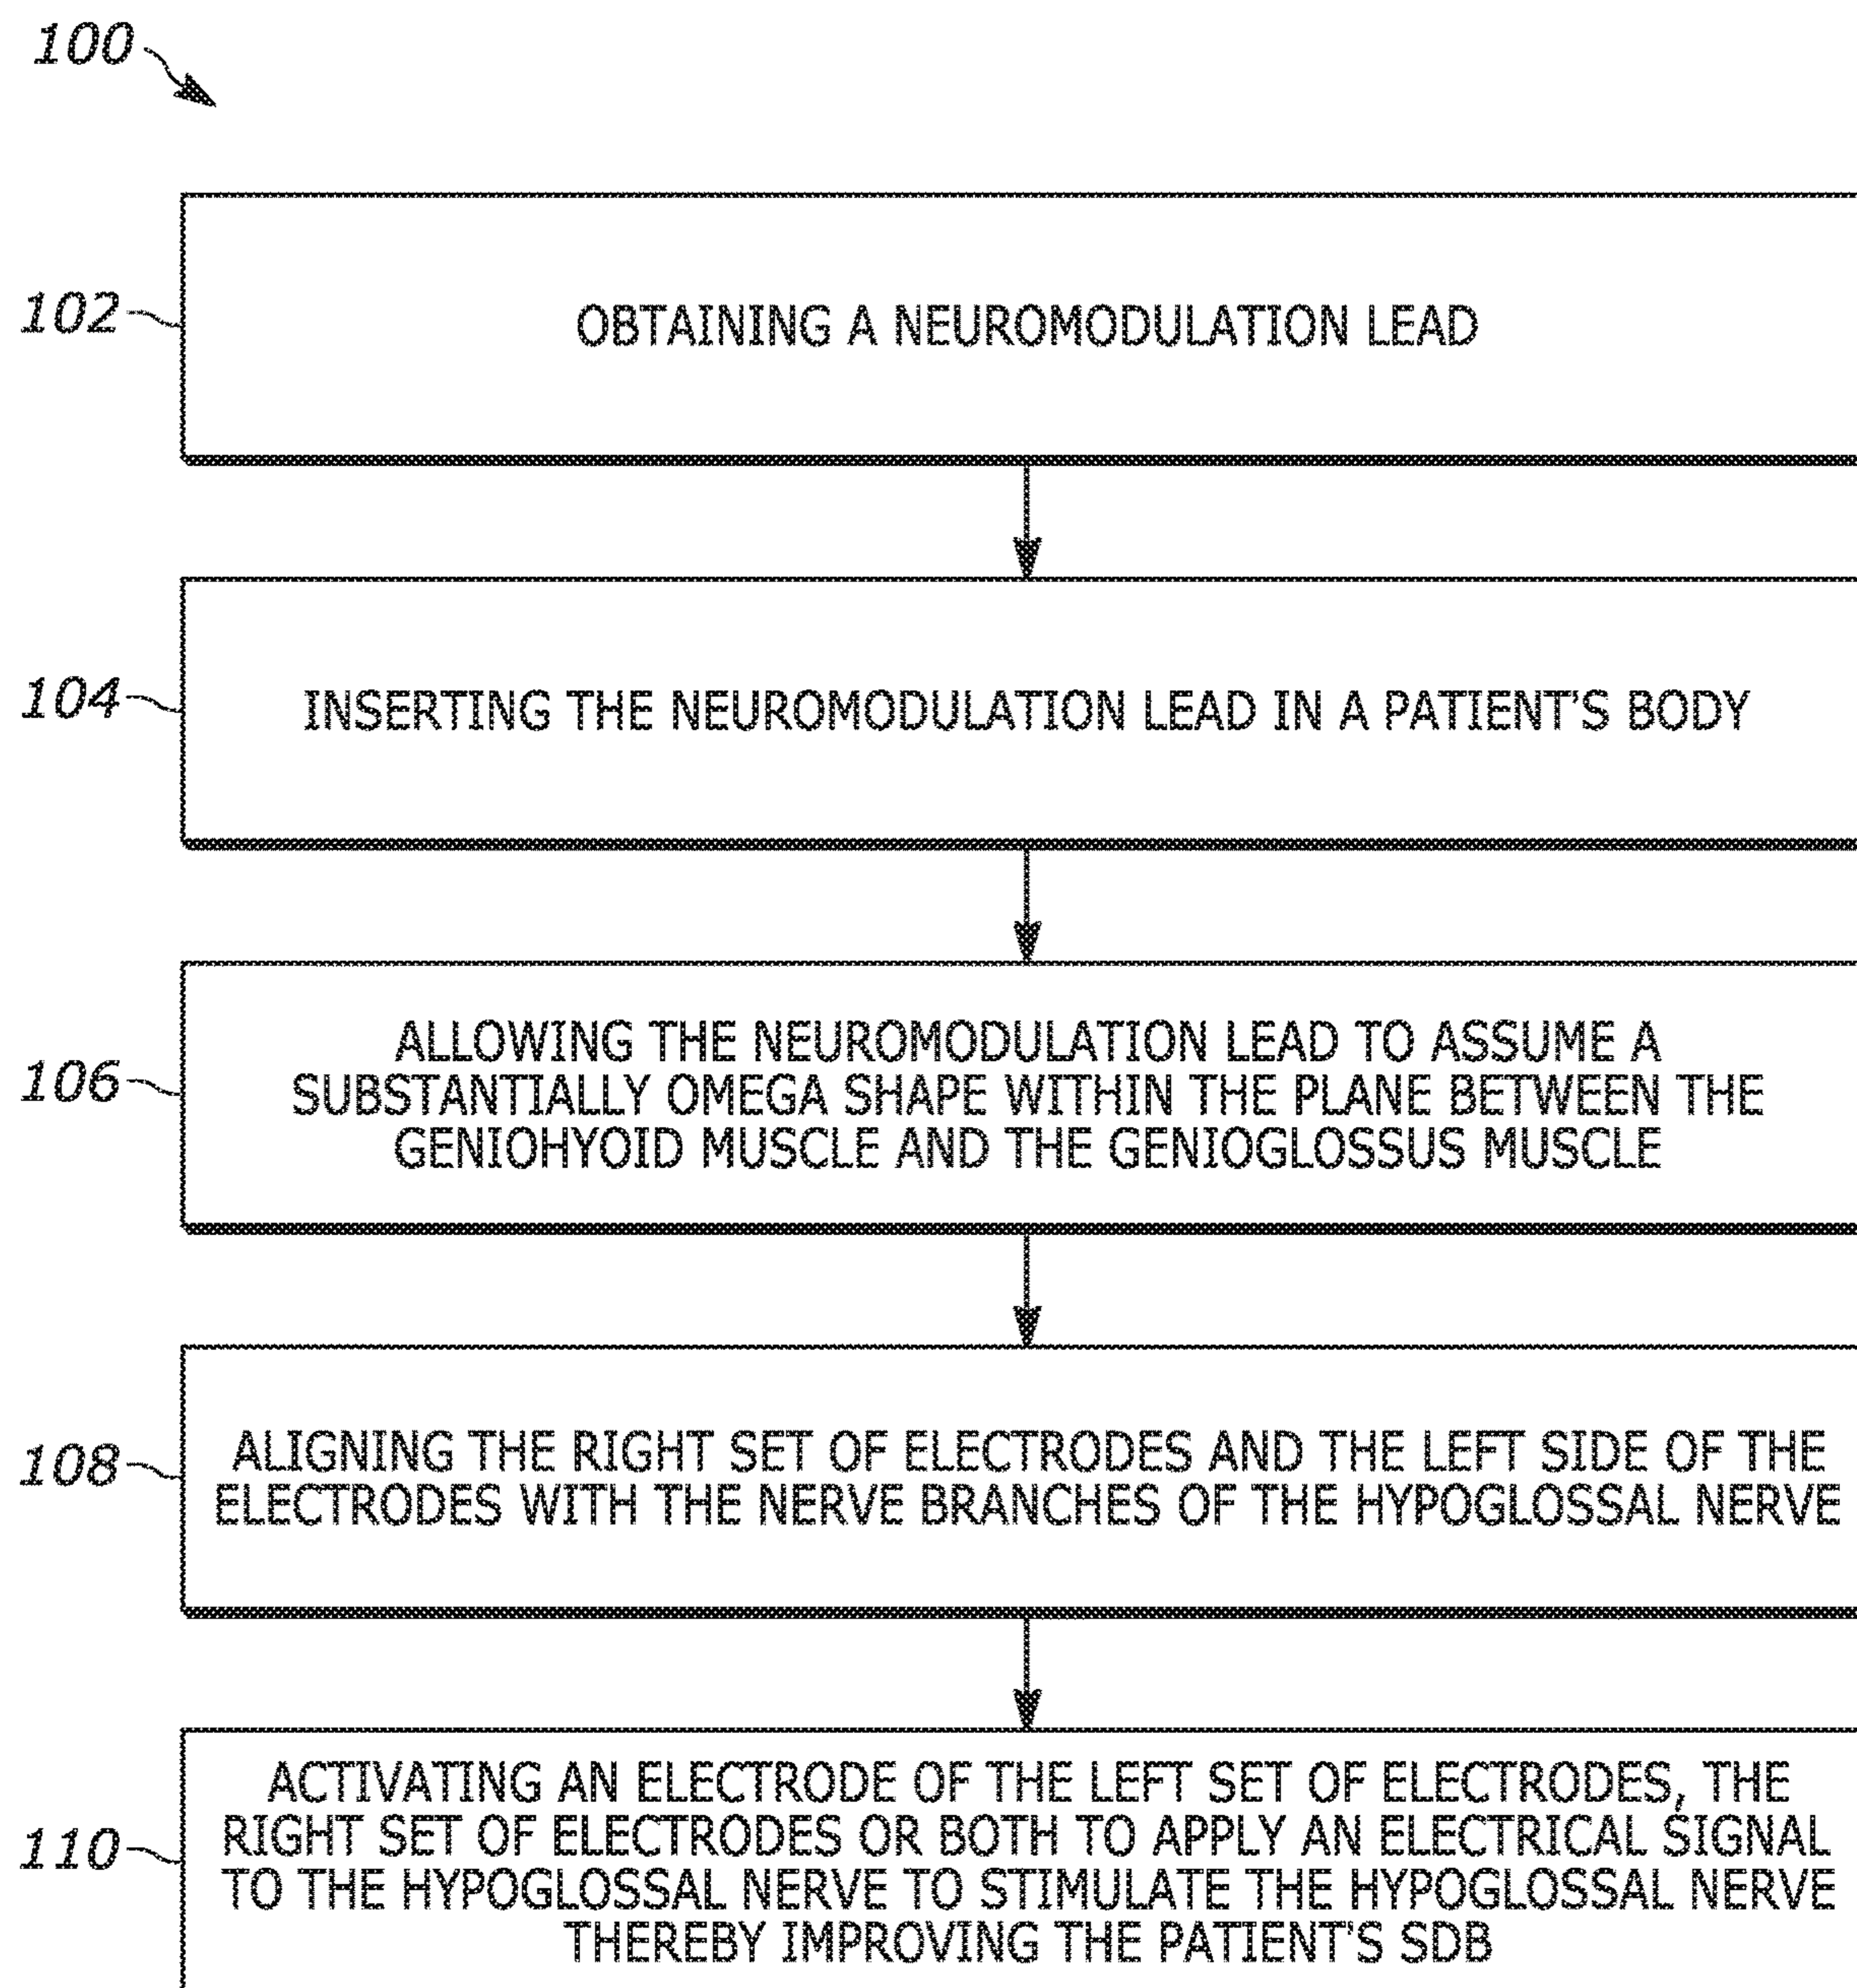 100
102
OBTAINING A NEUROMODULATION LEAD
104
INSERTING THE NEUROMODULATION LEAD IN A PATIENT'S BODY
106
ALLOWING THE NEUROMODULATION LEAD TO ASSUME A
SUBSTANTIALLY OMEGA SHAPE WITHIN THE PLANE BETWEEN THE
GENIOHYOID MUSCLE AND THE GENIOGLOSSUS MUSCLE
108
ALIGNING THE RIGHT SET OF ELECTRODES AND THE LEFT SIDE OF THE
ELECTRODES WITH THE NERVE BRANCHES OF THE HYPOGLOSSAL NERVE
110
ACTIVATING AN ELECTRODE OF THE LEFT SET OF ELECTRODES, THE
RIGHT SET OF ELECTRODES OR BOTH TO APPLY AN ELECTRICAL SIGNAL
TO THE HYPOGLOSSAL NERVE TO STIMULATE THE HYPOGLOSSAL NERVE
THEREBY IMPROVING THE PATIENT'S SDB